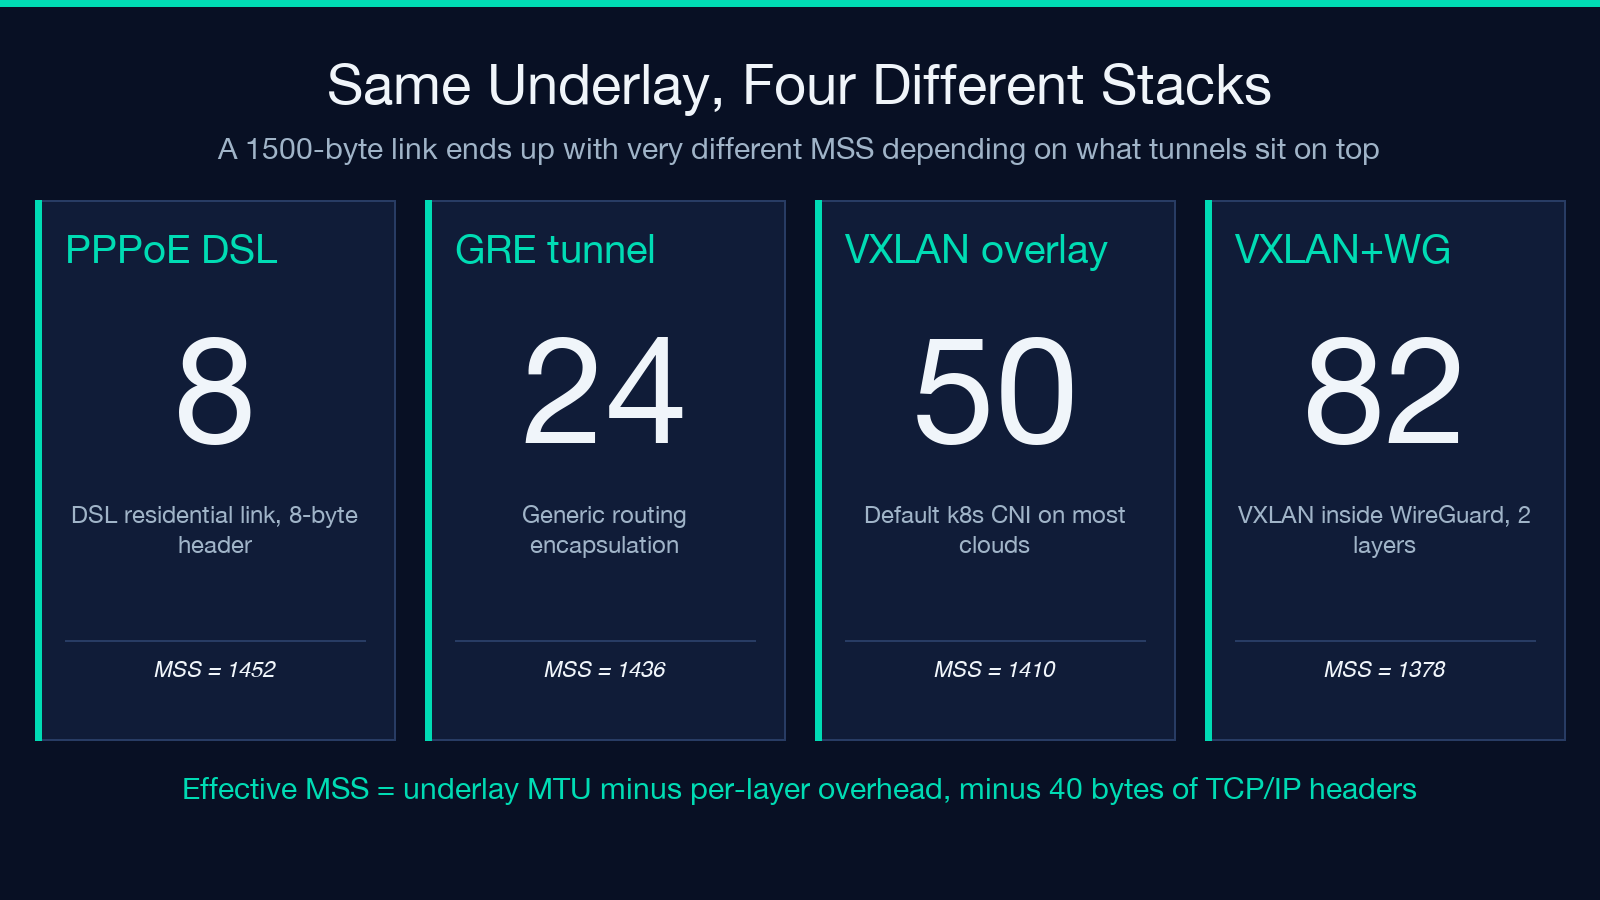 Same Underlay, Four Different Stacks
A 1500-byte link ends up with very different MSS depending on what tunnels sit on top
PPPoE DSL
8
DSL residential link, 8-byte
header
MSS = 1452
GRE tunnel
24
Generic routing
encapsulation
MSS = 1436
VXLAN overlay
50
Default k8s CNI on most
clouds
MSS = 1410
VXLAN+WG
82
VXLAN inside WireGuard, 2
layers
MSS = 1378
Effective MSS = underlay MTU minus per-layer overhead, minus 40 bytes of TCP/IP headers